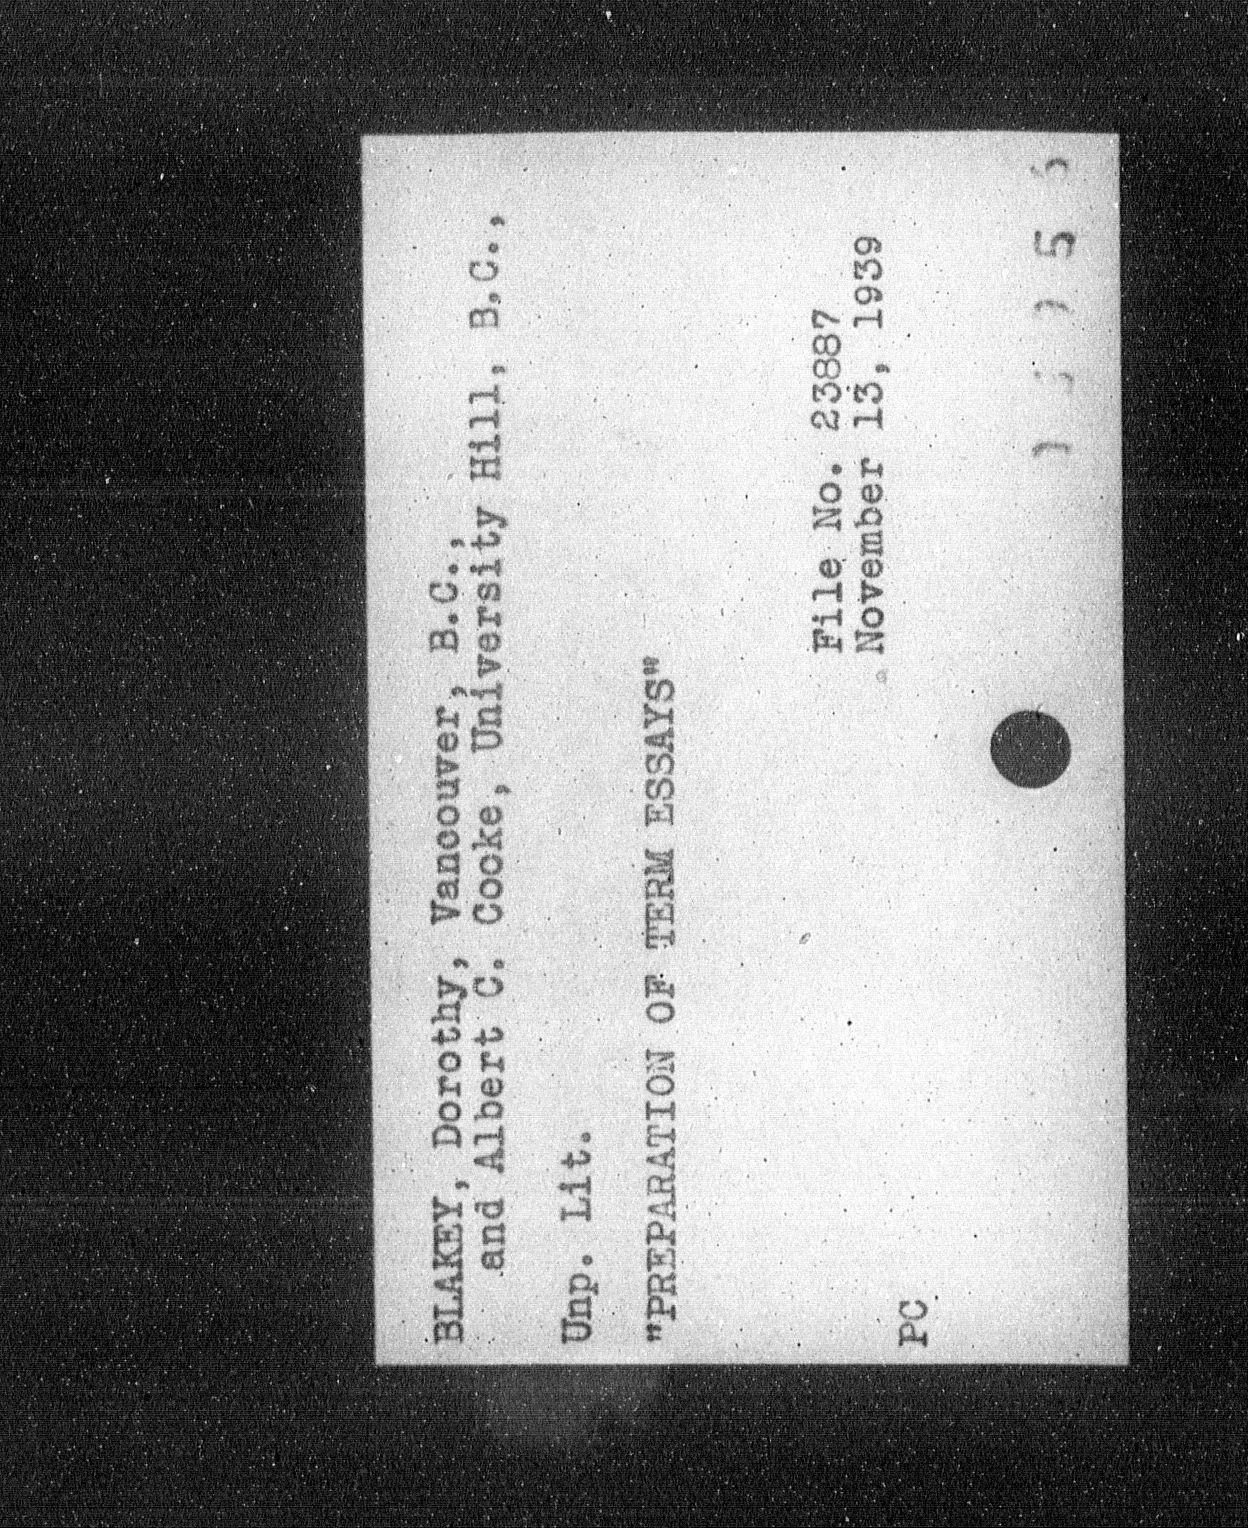 BLAKEY, Dorothy, Vancouver, B.C.,
and Albert C. Cooke, University Hill, B.C.,
Unp. Lit.
"PREPARATION OF TERM ESSAYS"
File No. 23887
November 13, 1939
PC